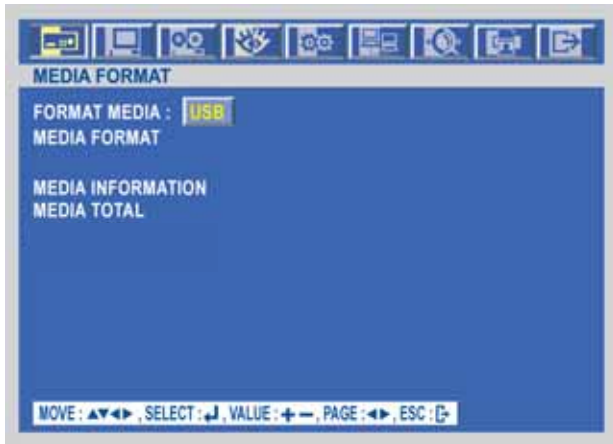 MEDIA FORMAT
FORMAT MEDIA : USB
MEDIA FORMAT
MEDIA INFORMATION
MEDIA TOTAL
MOVE : ▲▼◄► , SELECT : ↵ , VALUE : + − , PAGE : ◄► , ESC :